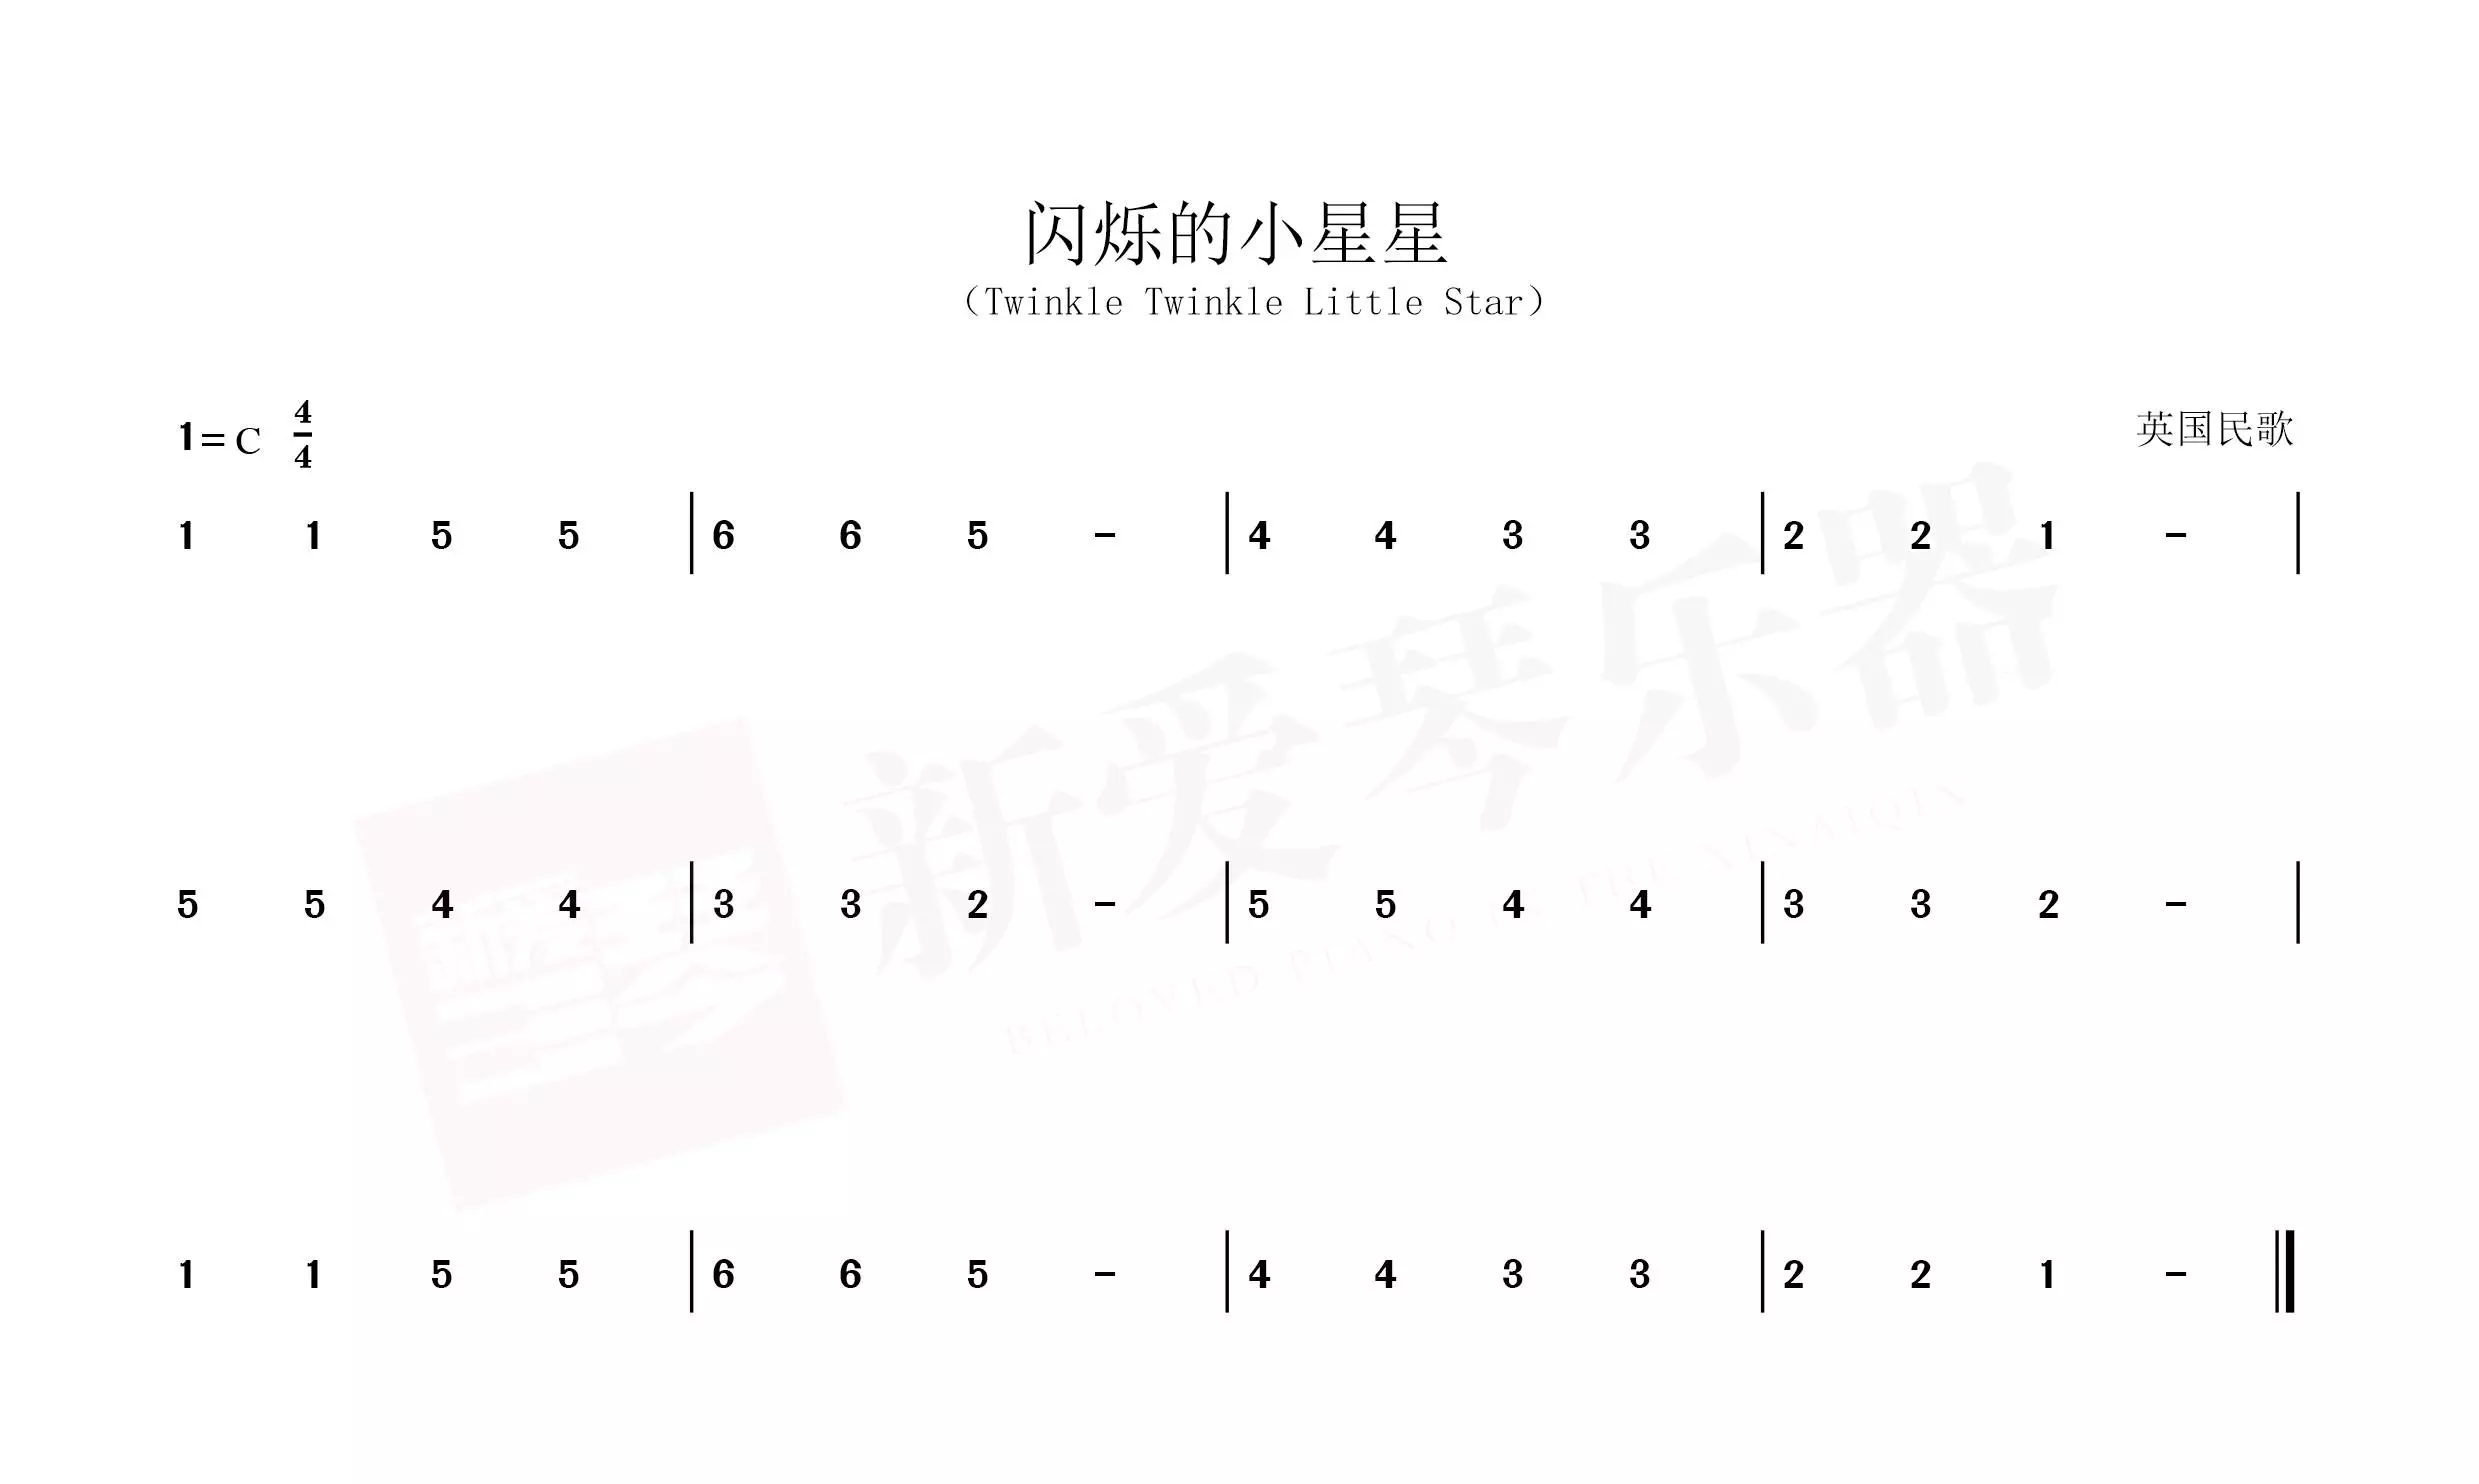 闪烁的小星星
（Twinkle Twinkle Little Star）
1=C 4/4 英国民歌
1 1 5 5 | 6 6 5 - | 4 4 3 3 | 2 2 1 - |
新爱琴乐器
5 5 4 4 | 3 3 2 - | 5 5 4 4 | 3 3 2 - |
BELOVED PIANO
XINAIQIN
1 1 5 5 | 6 6 5 - | 4 4 3 3 | 2 2 1 - ‖